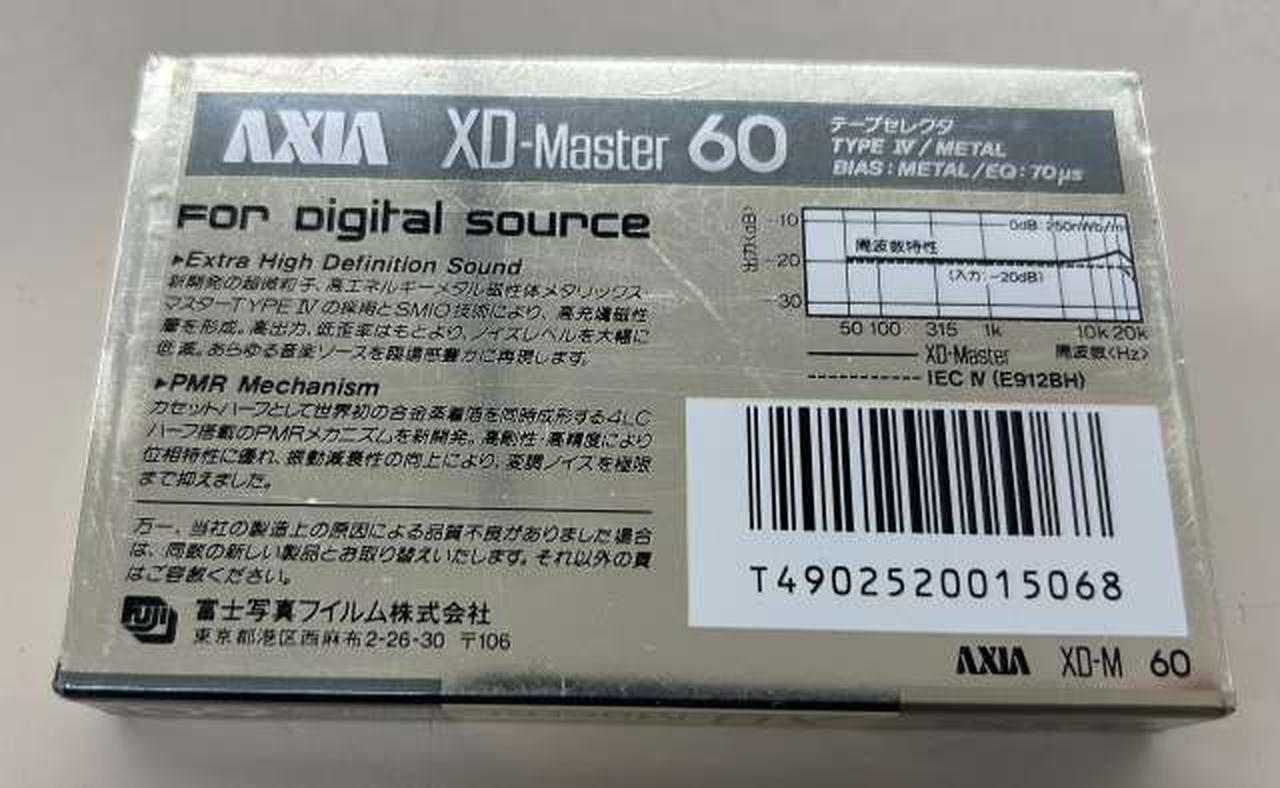 AXIA XD-Master 60
テープセレクタ
TYPE IV / METAL
BIAS : METAL / EQ : 70μs
For Digital source
▶Extra High Definition Sound
新開発の超微粒子、高エネルギーメタル磁性体メタリックス
マスターTYPE IVの採用とSMIO技術により、高充塡磁性
層を形成。高出力、低歪率はもとより、ノイズレベルを大幅に
低減。あらゆる音楽ソースを臨場感豊かに再現します。
▶PMR Mechanism
カセットハーフとして世界初の合金蒸着箔を同時成形する4LC
ハーフ搭載のPMRメカニズムを新開発。高剛性・高精度により
位相特性に優れ、振動減衰性の向上により、変調ノイズを極限
まで抑えました。
万一、当社の製造上の原因による品質不良がありました場合
は、同数の新しい製品とお取り替えいたします。それ以外の責
はご容赦ください。
FUJI 富士写真フイルム株式会社
東京都港区西麻布2-26-30 〒106
出力(dB)
-10
-20
-30
0dB:250nWb/m
周波数特性
(入力:-20dB)
50 100 315 1k 10k 20k
周波数<Hz>
XD-Master
IEC IV (E912BH)
T4902520015068
AXIA XD-M 60